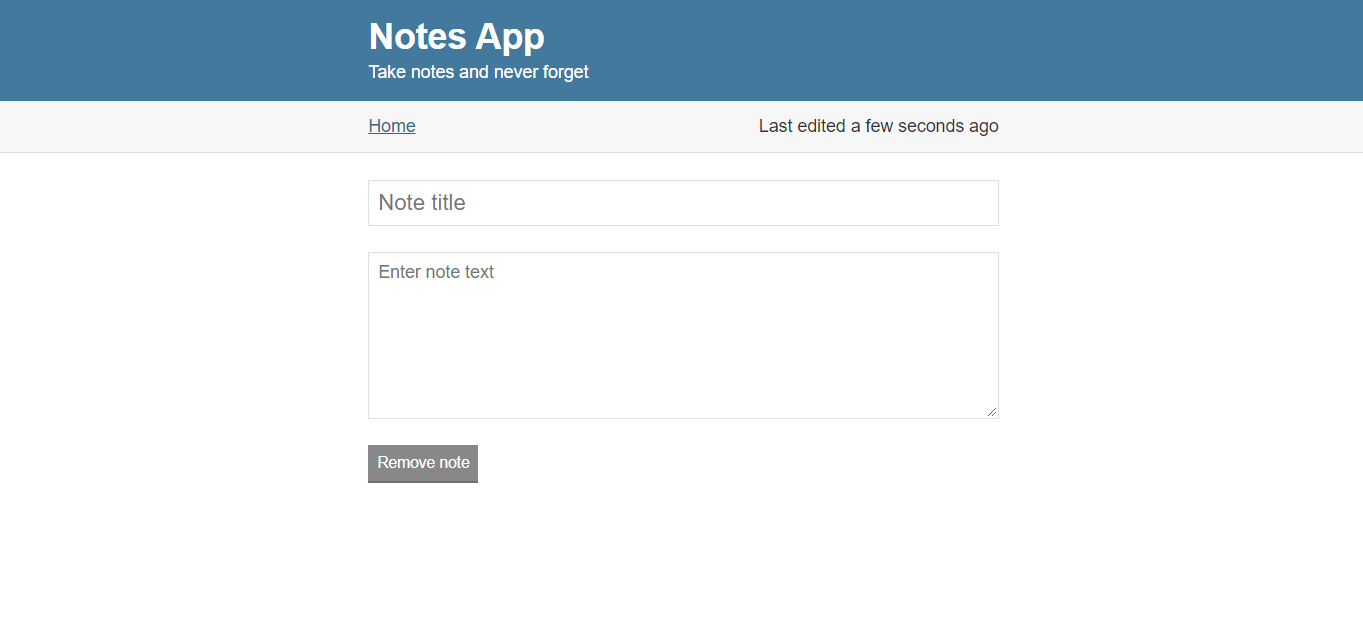 Notes App
Take notes and never forget
Home
Last edited a few seconds ago
Note title
Enter note text
Remove note